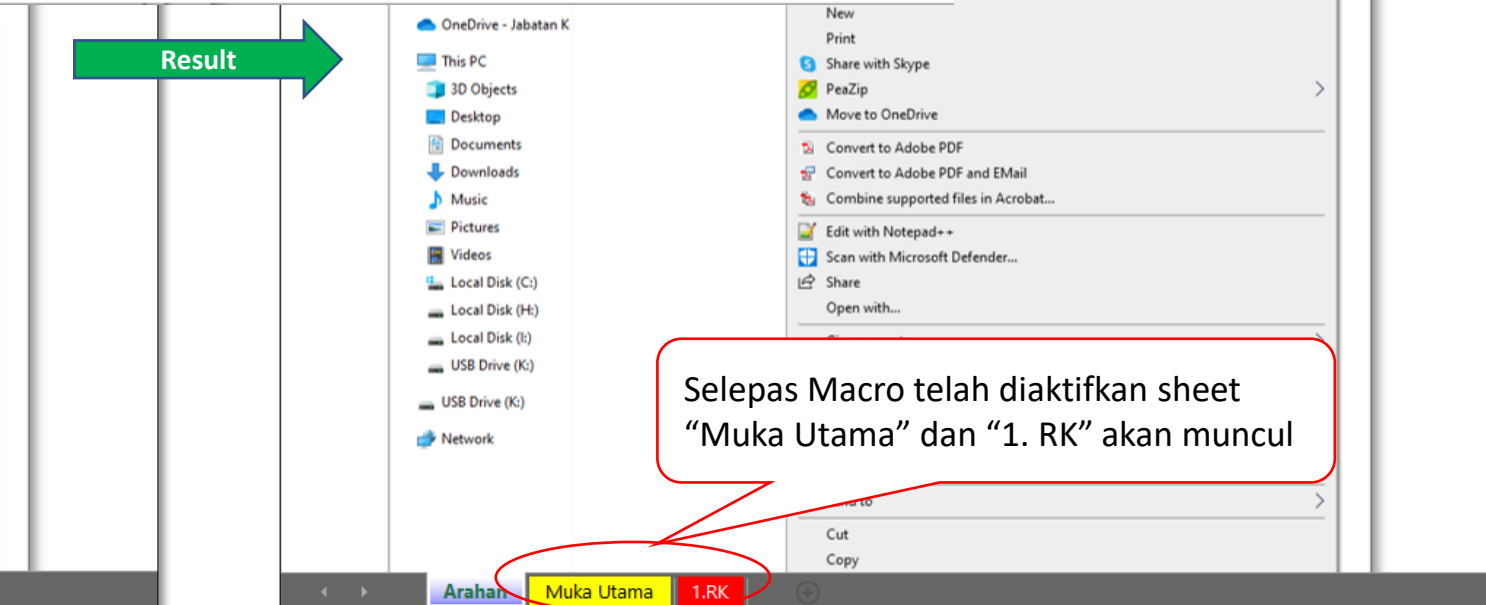 Result
OneDrive - Jabatan K
This PC
3D Objects
Desktop
Documents
Downloads
Music
Pictures
Videos
Local Disk (C:)
Local Disk (H:)
Local Disk (I:)
USB Drive (K:)
USB Drive (K:)
Network
New
Print
Share with Skype
PeaZip
Move to OneDrive
Convert to Adobe PDF
Convert to Adobe PDF and EMail
Combine supported files in Acrobat...
Edit with Notepad++
Scan with Microsoft Defender...
Share
Open with...
Selepas Macro telah diaktifkan sheet
“Muka Utama” dan “1. RK” akan muncul
Cut
Copy
Arahan
Muka Utama
1.RK